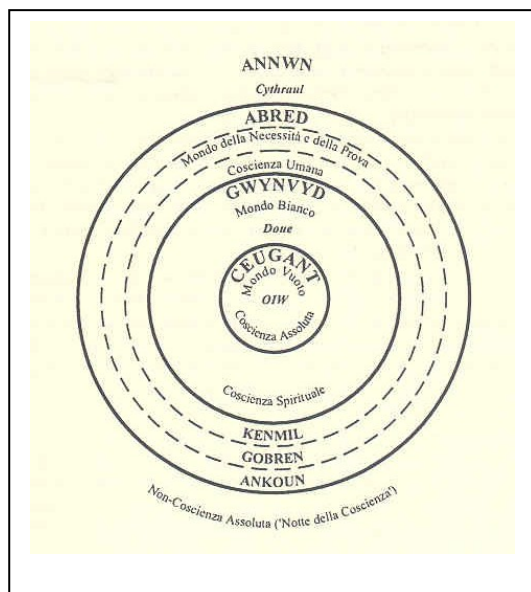 ANNWN
Cythraul
ABRED
Mondo della Necessità e della Prova
Coscienza Umana
GWYNVYD
Mondo Bianco
Doue
CEUGANT
Mondo Vuoto
OIW
Coscienza Assoluta
Coscienza Spirituale
KENMIL
GOBREN
ANKOUN
Non-Coscienza Assoluta ('Notte della Coscienza')